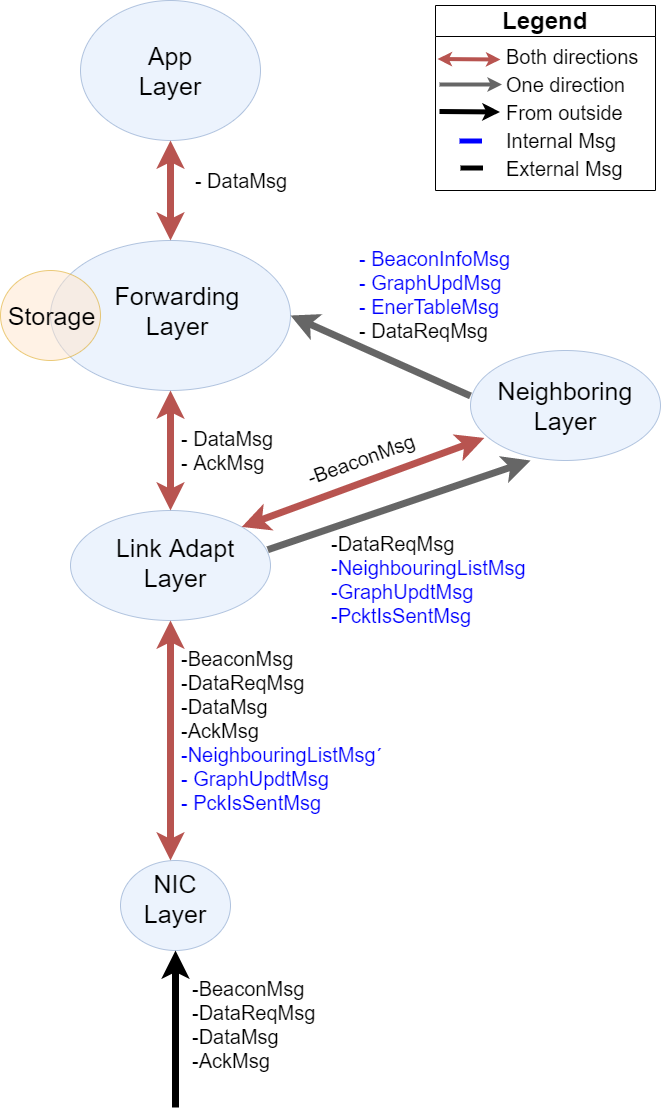 App
Layer
Legend
Both directions
One direction
From outside
Internal Msg
External Msg
- DataMsg
- BeaconInfoMsg
- GraphUpdMsg
- EnerTableMsg
- DataReqMsg
Storage
Forwarding
Layer
Neighboring
Layer
- DataMsg
- AckMsg
-BeaconMsg
Link Adapt
Layer
-DataReqMsg
-NeighbouringListMsg
-GraphUpdtMsg
-PcktIsSentMsg
-BeaconMsg
-DataReqMsg
-DataMsg
-AckMsg
-NeighbouringListMsg´
- GraphUpdtMsg
- PckIsSentMsg
NIC
Layer
-BeaconMsg
-DataReqMsg
-DataMsg
-AckMsg